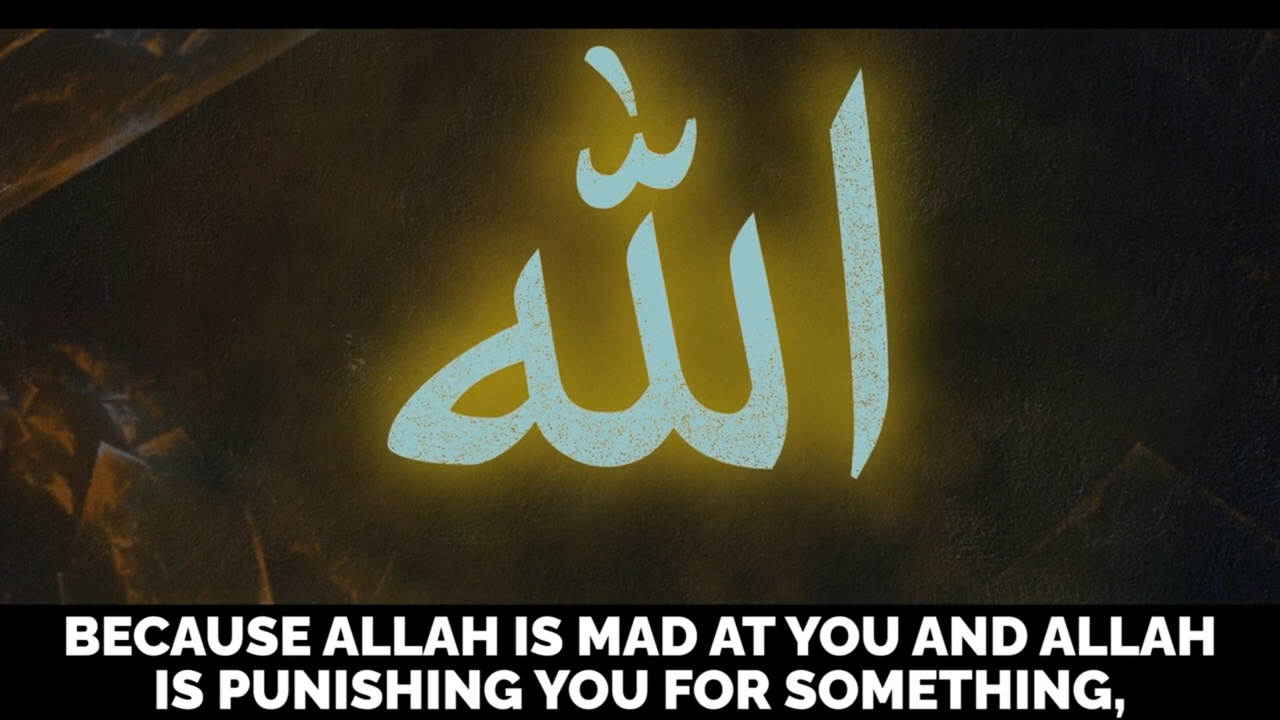 الله
BECAUSE ALLAH IS MAD AT YOU AND ALLAH
IS PUNISHING YOU FOR SOMETHING,